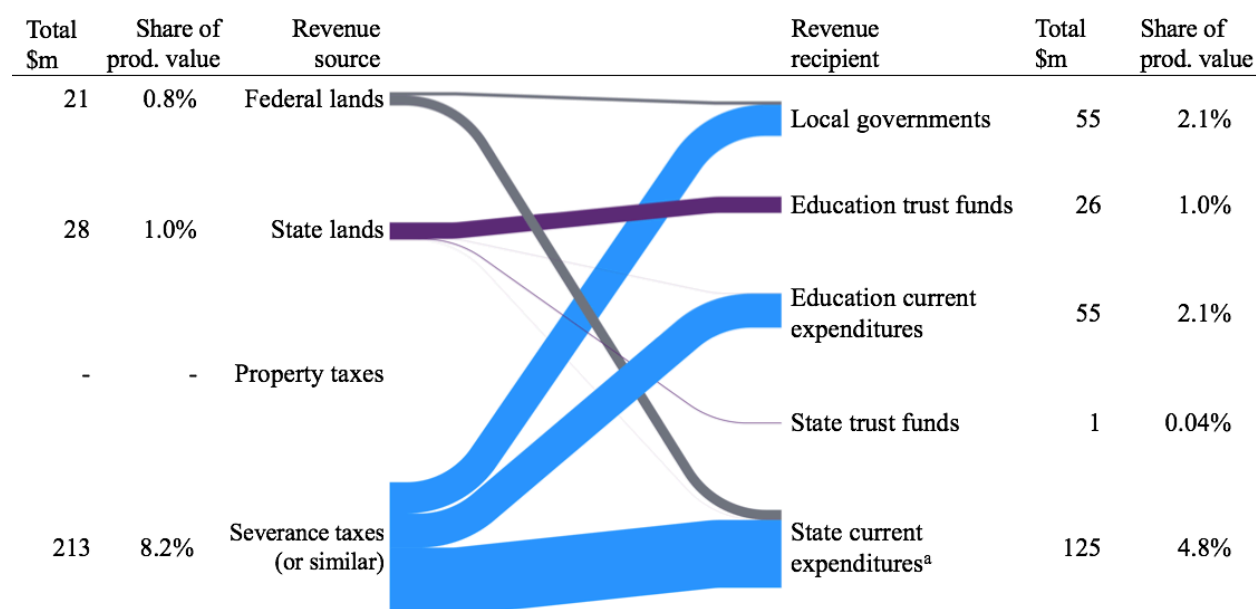 Total Share of Revenue Revenue Total Share of
$m prod. value source recipient $m prod. value
21 0.8% Federal lands
Local governments 55 2.1%
Education trust funds 26 1.0%
28 1.0% State lands
Education current
expenditures 55 2.1%
- - Property taxes
State trust funds 1 0.04%
Severance taxes State current
213 8.2% (or similar) expendituresᵃ 125 4.8%